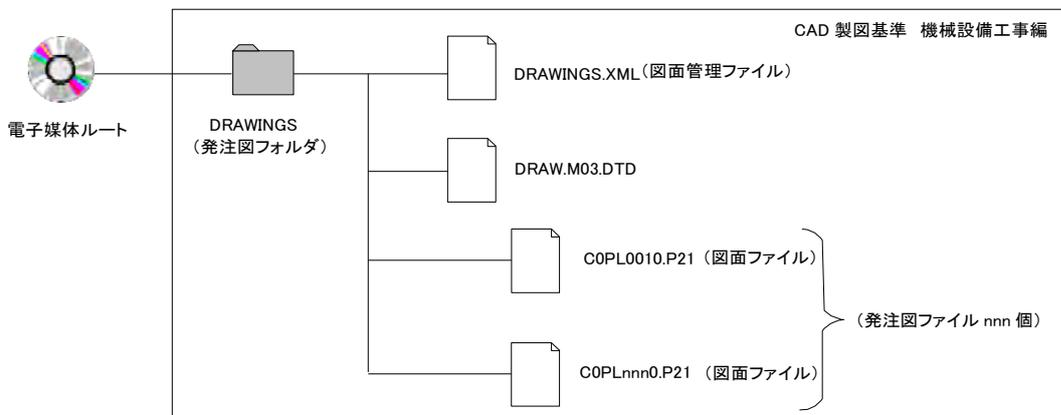 CAD 製図基準 機械設備工事編
電子媒体ルート
DRAWINGS
(発注図フォルダ)
DRAWINGS.XML(図面管理ファイル)
DRAW.M03.DTD
C0PL0010.P21 (図面ファイル)
(発注図ファイル nnn 個)
C0PLnnn0.P21 (図面ファイル)